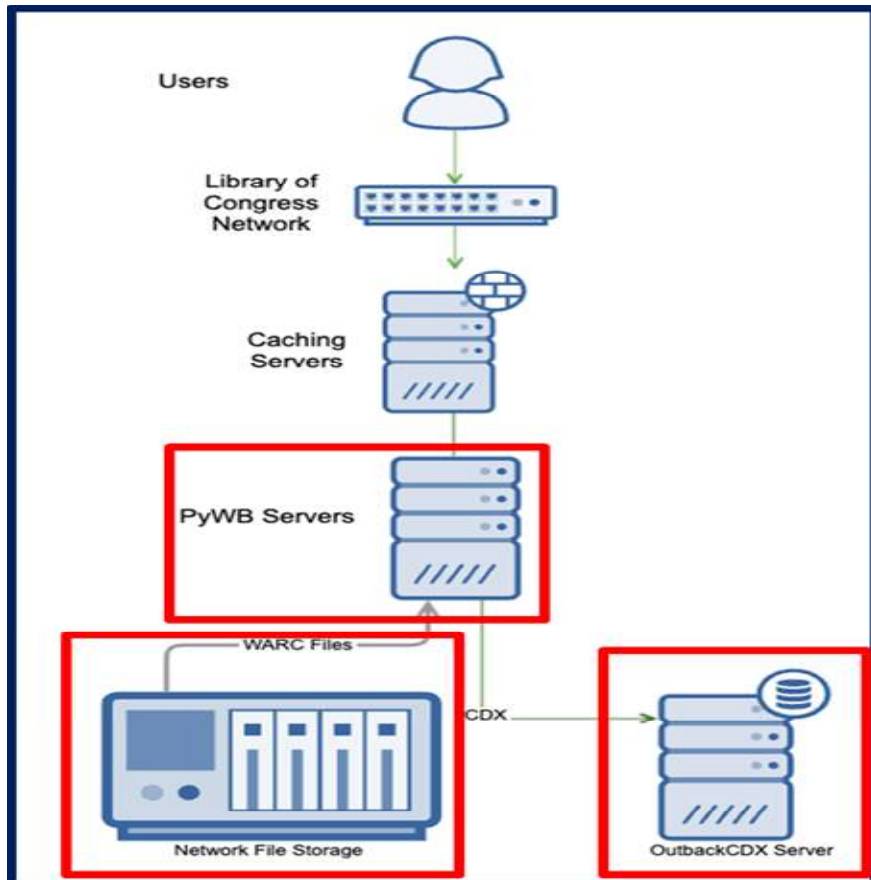 Users
Library of
Congress
Network
Caching
Servers
PyWB Servers
WARC Files
CDX
Network File Storage
OutbackCDX Server